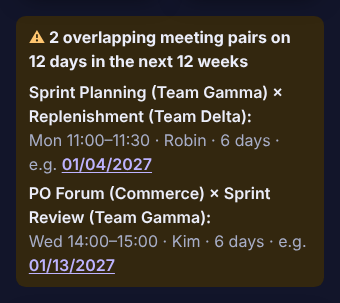 ⚠ 2 overlapping meeting pairs on
12 days in the next 12 weeks
Sprint Planning (Team Gamma) ×
Replenishment (Team Delta):
Mon 11:00–11:30 · Robin · 6 days ·
e.g. 01/04/2027
PO Forum (Commerce) × Sprint
Review (Team Gamma):
Wed 14:00–15:00 · Kim · 6 days · e.g.
01/13/2027